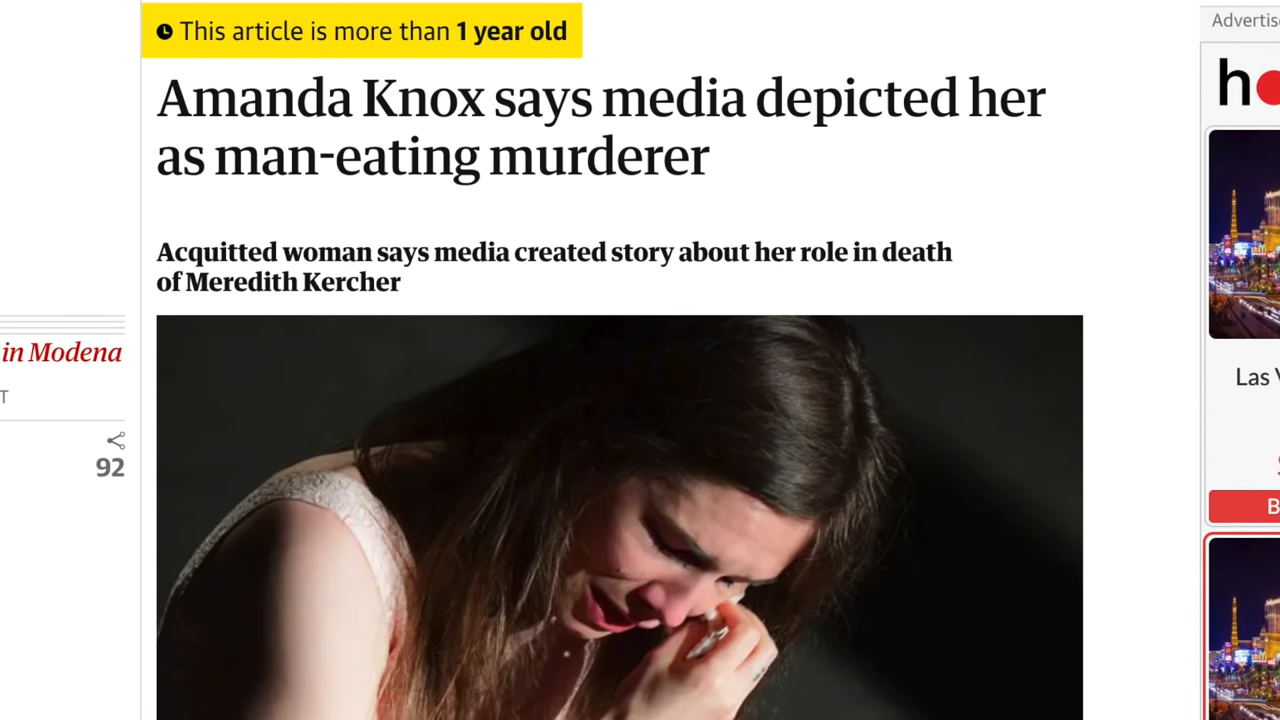 This article is more than 1 year old
Amanda Knox says media depicted her
as man-eating murderer
Acquitted woman says media created story about her role in death
of Meredith Kercher
in Modena
T
92
Las